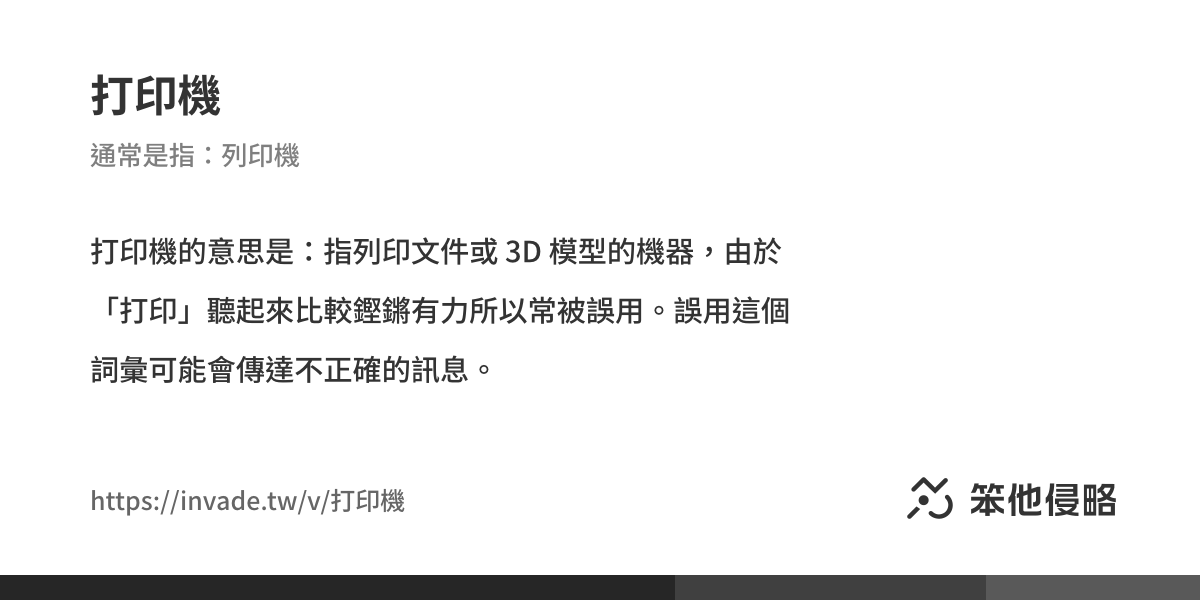 打印機
通常是指：列印機
打印機的意思是：指列印文件或 3D 模型的機器，由於
「打印」聽起來比較鏗鏘有力所以常被誤用。誤用這個
詞彙可能會傳達不正確的訊息。
https://invade.tw/v/打印機
笨他侵略